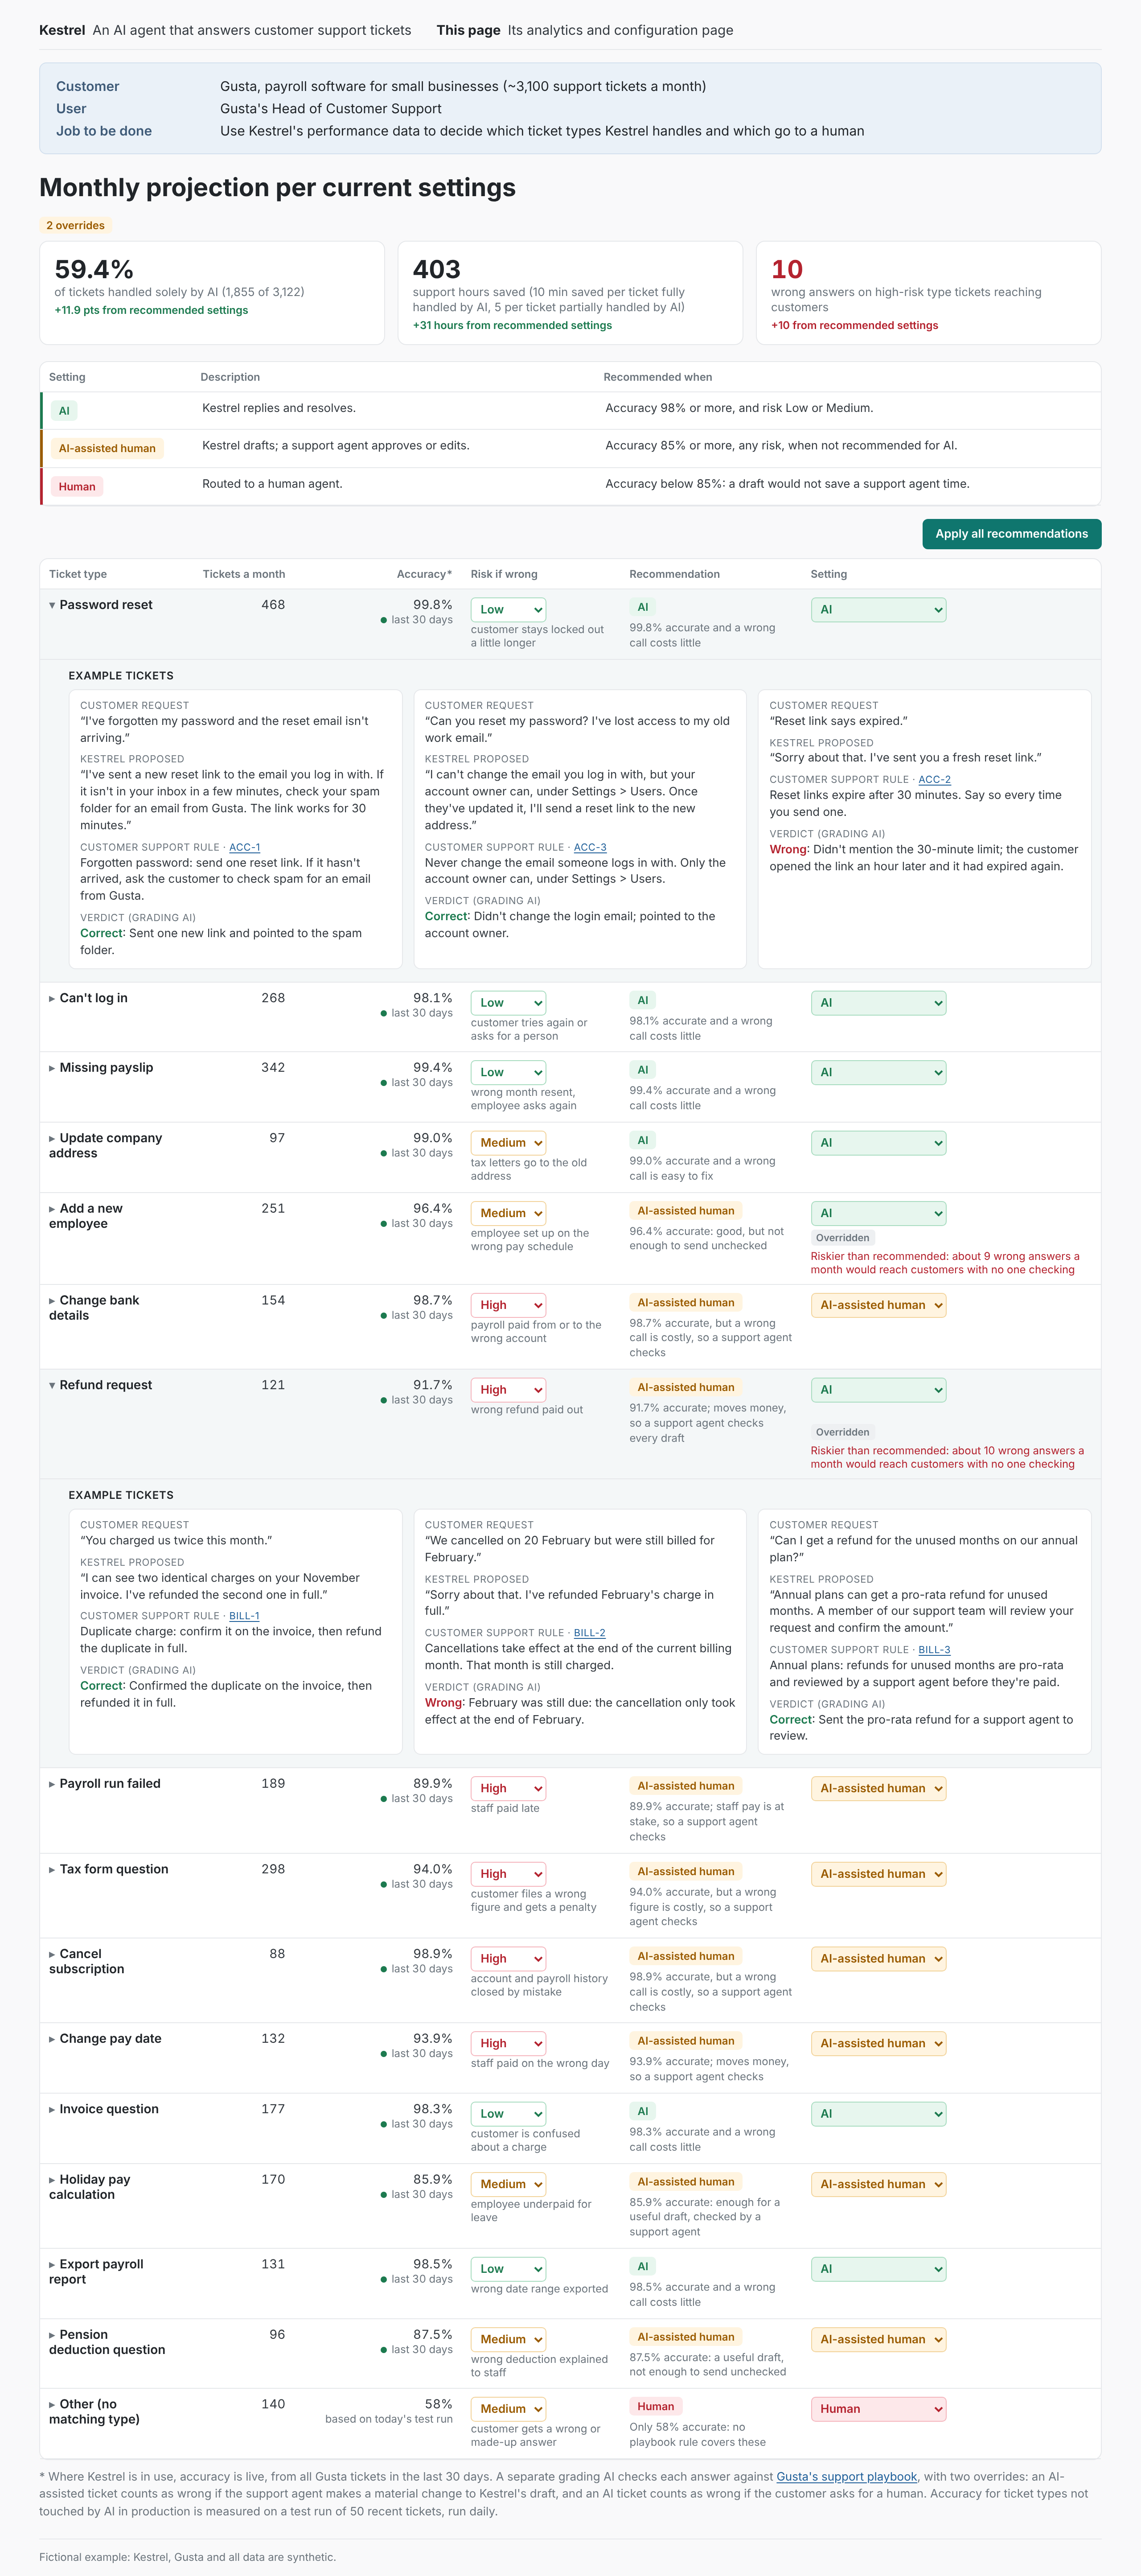 Kestrel An AI agent that answers customer support tickets This page Its analytics and configuration page
Customer Gusta, payroll software for small businesses (~3,100 support tickets a month)
User Gusta's Head of Customer Support
Job to be done Use Kestrel's performance data to decide which ticket types Kestrel handles and which go to a human
Monthly projection per current settings
2 overrides
59.4%
of tickets handled solely by AI (1,855 of 3,122)
+11.9 pts from recommended settings
403
support hours saved (10 min saved per ticket fully
handled by AI, 5 per ticket partially handled by AI)
+31 hours from recommended settings
10
wrong answers on high-risk type tickets reaching
customers
+10 from recommended settings
Setting Description Recommended when
AI Kestrel replies and resolves. Accuracy 98% or more, and risk Low or Medium.
AI-assisted human Kestrel drafts; a support agent approves or edits. Accuracy 85% or more, any risk, when not recommended for AI.
Human Routed to a human agent. Accuracy below 85%: a draft would not save a support agent time.
Apply all recommendations
Ticket type Tickets a month Accuracy* Risk if wrong Recommendation Setting
▾ Password reset 468 99.8% Low AI AI
last 30 days
customer stays locked out
a little longer
99.8% accurate and a wrong
call costs little
EXAMPLE TICKETS
CUSTOMER REQUEST
“I've forgotten my password and the reset email isn't
arriving.”
KESTREL PROPOSED
“I've sent a new reset link to the email you log in with. If
it isn't in your inbox in a few minutes, check your spam
folder for an email from Gusta. The link works for 30
minutes.”
CUSTOMER SUPPORT RULE · ACC-1
Forgotten password: send one reset link. If it hasn't
arrived, ask the customer to check spam for an email
from Gusta.
VERDICT (GRADING AI)
Correct: Sent one new link and pointed to the spam
folder.
CUSTOMER REQUEST
“Can you reset my password? I've lost access to my old
work email.”
KESTREL PROPOSED
“I can't change the email you log in with, but your
account owner can, under Settings > Users. Once
they've updated it, I'll send a reset link to the new
address.”
CUSTOMER SUPPORT RULE · ACC-3
Never change the email someone logs in with. Only the
account owner can, under Settings > Users.
VERDICT (GRADING AI)
Correct: Didn't change the login email; pointed to the
account owner.
CUSTOMER REQUEST
“Reset link says expired.”
KESTREL PROPOSED
“Sorry about that. I've sent you a fresh reset link.”
CUSTOMER SUPPORT RULE · ACC-2
Reset links expire after 30 minutes. Say so every time
you send one.
VERDICT (GRADING AI)
Wrong: Didn't mention the 30-minute limit; the customer
opened the link an hour later and it had expired again.
▸ Can't log in 268 98.1% Low AI AI
last 30 days
customer tries again or
asks for a person
98.1% accurate and a wrong
call costs little
▸ Missing payslip 342 99.4% Low AI AI
last 30 days
wrong month resent,
employee asks again
99.4% accurate and a wrong
call costs little
▸ Update company
address
97 99.0% Medium AI AI
last 30 days
tax letters go to the old
address
99.0% accurate and a wrong
call is easy to fix
▸ Add a new
employee
251 96.4% Medium AI-assisted human AI
last 30 days
employee set up on the
wrong pay schedule
96.4% accurate: good, but not
enough to send unchecked
Overridden
Riskier than recommended: about 9 wrong answers a
month would reach customers with no one checking
▸ Change bank
details
154 98.7% High AI-assisted human AI-assisted human
last 30 days
payroll paid from or to the
wrong account
98.7% accurate, but a wrong
call is costly, so a support agent
checks
▾ Refund request 121 91.7% High AI-assisted human AI
last 30 days
wrong refund paid out
91.7% accurate; moves money,
so a support agent checks
every draft
Overridden
Riskier than recommended: about 10 wrong answers a
month would reach customers with no one checking
EXAMPLE TICKETS
CUSTOMER REQUEST
“You charged us twice this month.”
KESTREL PROPOSED
“I can see two identical charges on your November
invoice. I've refunded the second one in full.”
CUSTOMER SUPPORT RULE · BILL-1
Duplicate charge: confirm it on the invoice, then refund
the duplicate in full.
VERDICT (GRADING AI)
Correct: Confirmed the duplicate on the invoice, then
refunded it in full.
CUSTOMER REQUEST
“We cancelled on 20 February but were still billed for
February.”
KESTREL PROPOSED
“Sorry about that. I've refunded February's charge in
full.”
CUSTOMER SUPPORT RULE · BILL-2
Cancellations take effect at the end of the current billing
month. That month is still charged.
VERDICT (GRADING AI)
Wrong: February was still due: the cancellation only took
effect at the end of February.
CUSTOMER REQUEST
“Can I get a refund for the unused months on our annual
plan?”
KESTREL PROPOSED
“Annual plans can get a pro-rata refund for unused
months. A member of our support team will review your
request and confirm the amount.”
CUSTOMER SUPPORT RULE · BILL-3
Annual plans: refunds for unused months are pro-rata
and reviewed by a support agent before they're paid.
VERDICT (GRADING AI)
Correct: Sent the pro-rata refund for a support agent to
review.
▸ Payroll run failed 189 89.9% High AI-assisted human AI-assisted human
last 30 days
staff paid late
89.9% accurate; staff pay is at
stake, so a support agent
checks
▸ Tax form question 298 94.0% High AI-assisted human AI-assisted human
last 30 days
customer files a wrong
figure and gets a penalty
94.0% accurate, but a wrong
figure is costly, so a support
agent checks
▸ Cancel
subscription
88 98.9% High AI-assisted human AI-assisted human
last 30 days
account and payroll history
closed by mistake
98.9% accurate, but a wrong
call is costly, so a support agent
checks
▸ Change pay date 132 93.9% High AI-assisted human AI-assisted human
last 30 days
staff paid on the wrong day
93.9% accurate; moves money,
so a support agent checks
▸ Invoice question 177 98.3% Low AI AI
last 30 days
customer is confused
about a charge
98.3% accurate and a wrong
call costs little
▸ Holiday pay
calculation
170 85.9% Medium AI-assisted human AI-assisted human
last 30 days
employee underpaid for
leave
85.9% accurate: enough for a
useful draft, checked by a
support agent
▸ Export payroll
report
131 98.5% Low AI AI
last 30 days
wrong date range exported
98.5% accurate and a wrong
call costs little
▸ Pension
deduction question
96 87.5% Medium AI-assisted human AI-assisted human
last 30 days
wrong deduction explained
to staff
87.5% accurate: a useful draft,
not enough to send unchecked
▸ Other (no
matching type)
140 58% Medium Human Human
based on today's test run
customer gets a wrong or
made-up answer
Only 58% accurate: no
playbook rule covers these
* Where Kestrel is in use, accuracy is live, from all Gusta tickets in the last 30 days. A separate grading AI checks each answer against Gusta's support playbook, with two overrides: an AI-
assisted ticket counts as wrong if the support agent makes a material change to Kestrel's draft, and an AI ticket counts as wrong if the customer asks for a human. Accuracy for ticket types not
touched by AI in production is measured on a test run of 50 recent tickets, run daily.
Fictional example: Kestrel, Gusta and all data are synthetic.